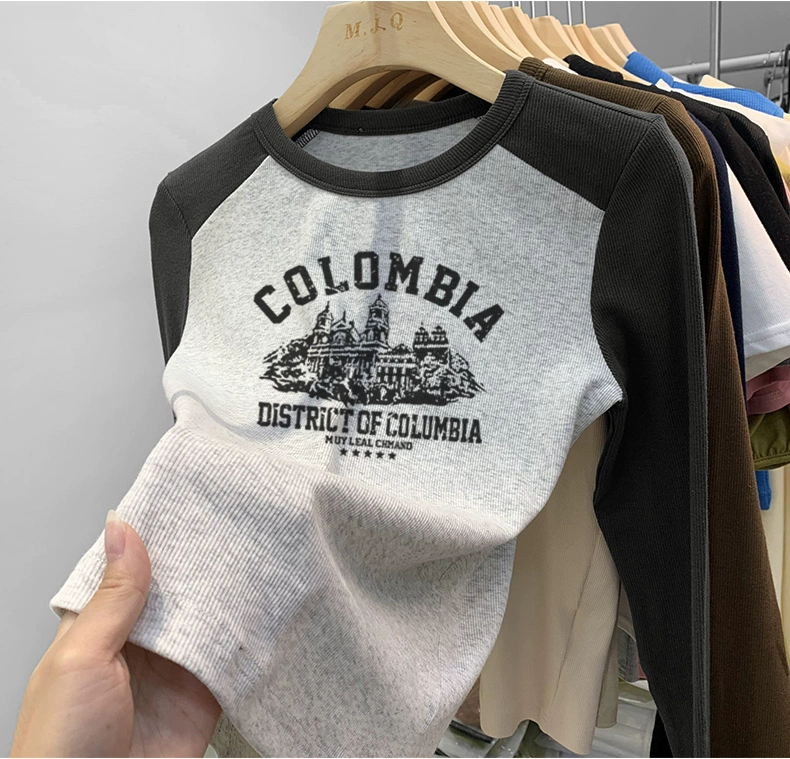 M.J.Q
COLOMBIA
DiSTRiCT OF COLUMBIA
MUY LEAL CHMAND
★★★★★